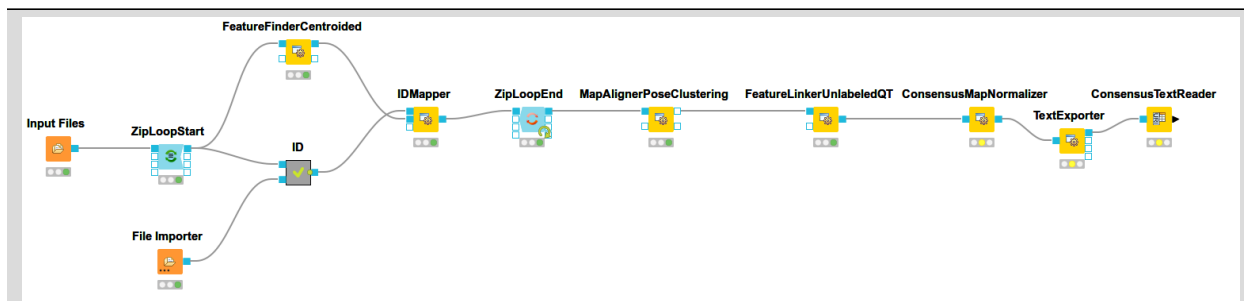 FeatureFinderCentroided
IDMapper
ZipLoopEnd
MapAlignerPoseClustering
FeatureLinkerUnlabeledQT
ConsensusMapNormalizer
ConsensusTextReader
TextExporter
Input Files
ZipLoopStart
ID
File Importer